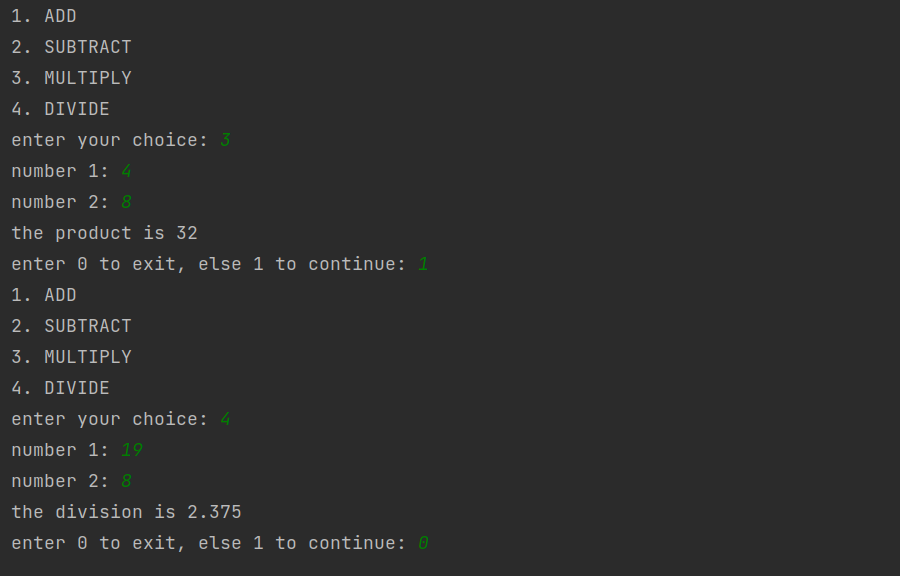 1. ADD
2. SUBTRACT
3. MULTIPLY
4. DIVIDE
enter your choice: 3
number 1: 4
number 2: 8
the product is 32
enter 0 to exit, else 1 to continue: 1
1. ADD
2. SUBTRACT
3. MULTIPLY
4. DIVIDE
enter your choice: 4
number 1: 19
number 2: 8
the division is 2.375
enter 0 to exit, else 1 to continue: 0